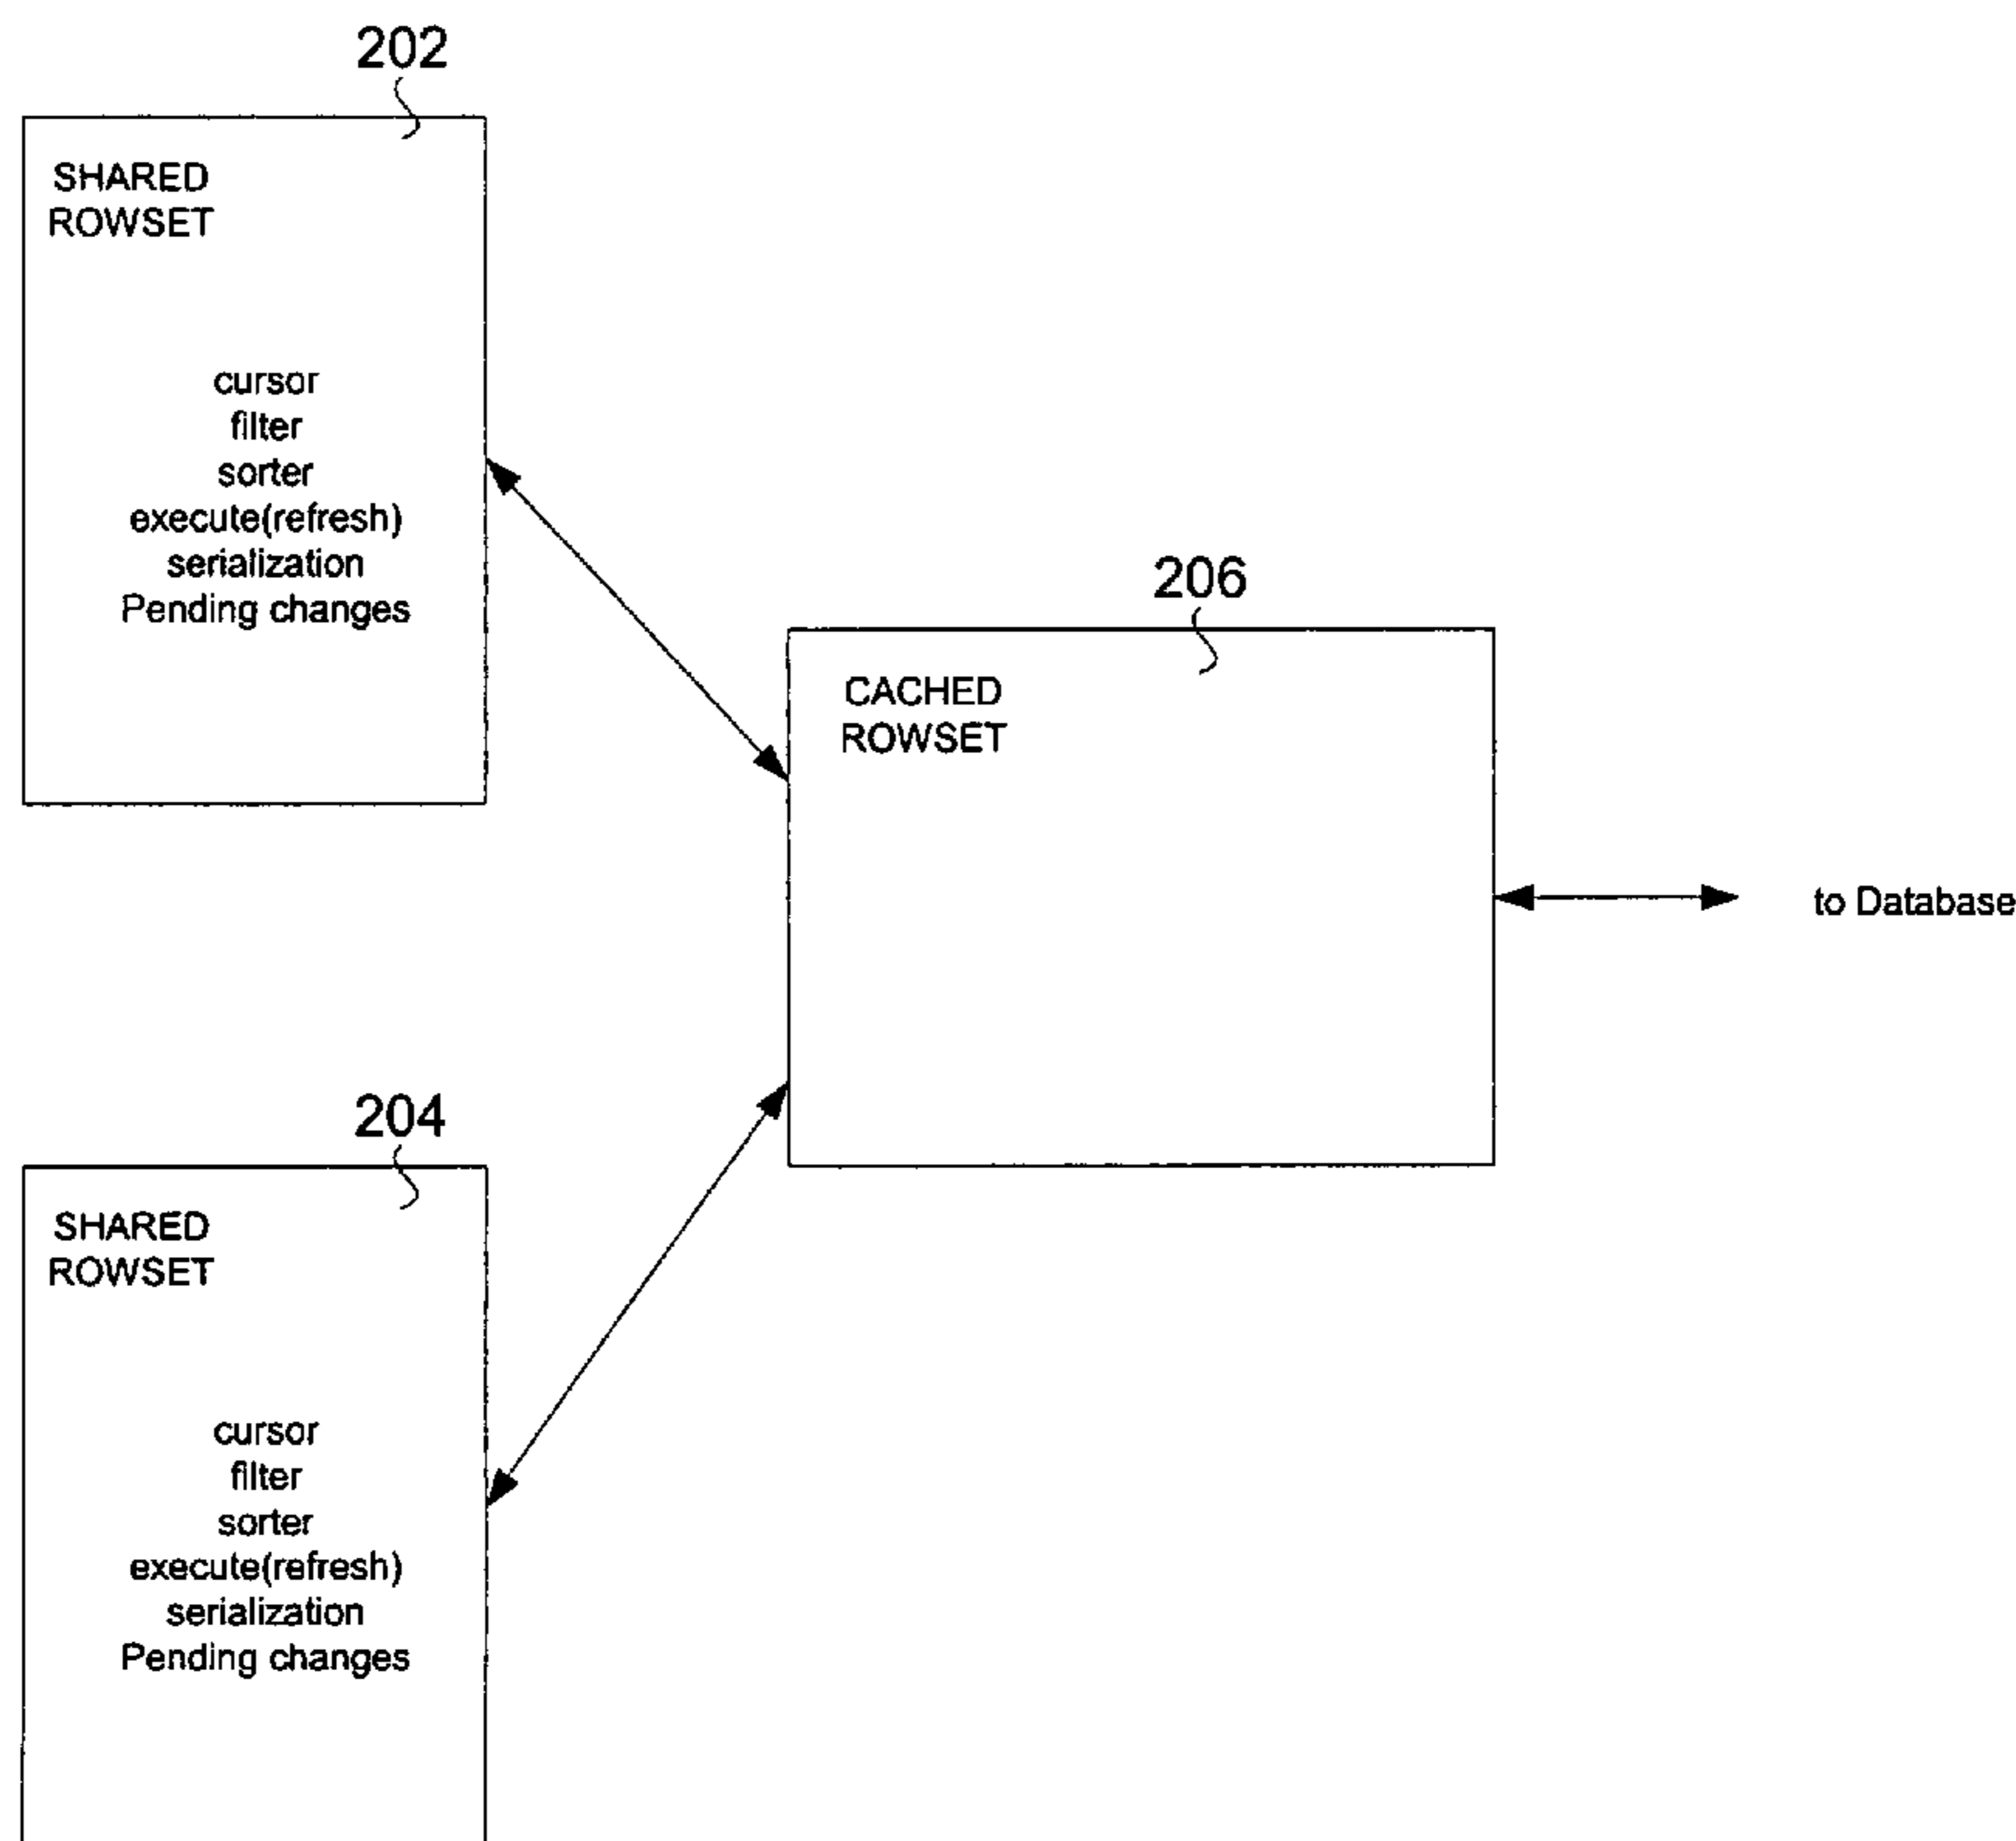 202
SHARED
ROWSET
cursor
filter
sorter
execute(refresh)
serialization
Pending changes
206
CACHED
ROWSET
to Database
204
SHARED
ROWSET
cursor
filter
sorter
execute(refresh)
serialization
Pending changes